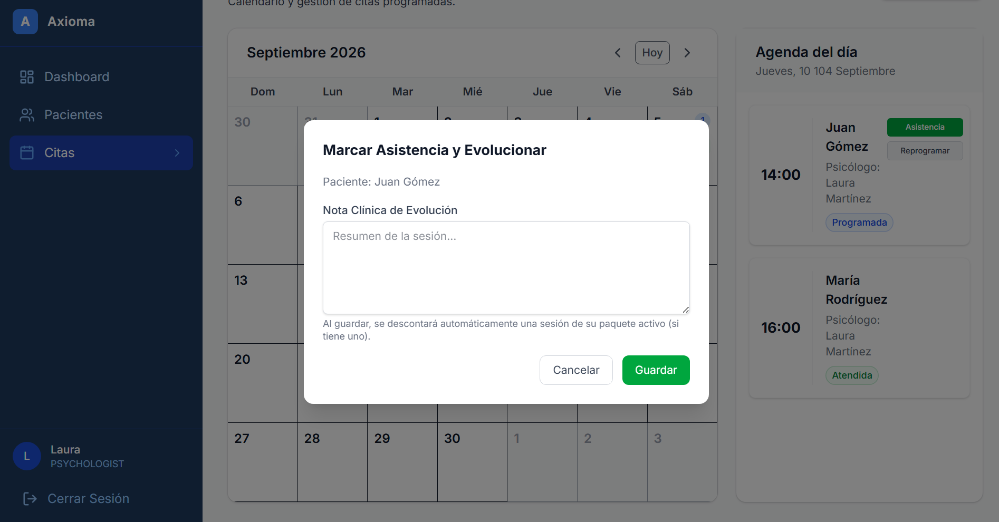 A Axioma
Dashboard
Pacientes
Citas
L
Laura
PSYCHOLOGIST
Cerrar Sesión
Calendario y gestión de citas programadas.
Septiembre 2026
Hoy
Dom Lun Mar Mié Jue Vie Sáb
30 31 1 2 3 4 5 1
6
13
20
27 28 29 30 1 2 3
Marcar Asistencia y Evolucionar
Paciente: Juan Gómez
Nota Clínica de Evolución
Resumen de la sesión...
Al guardar, se descontará automáticamente una sesión de su paquete activo (si
tiene uno).
Cancelar Guardar
Agenda del día
Jueves, 10 104 Septiembre
14:00
Juan
Gómez
Psicólogo:
Laura
Martínez
Programada
Asistencia
Reprogramar
16:00
María
Rodríguez
Psicólogo:
Laura
Martínez
Atendida